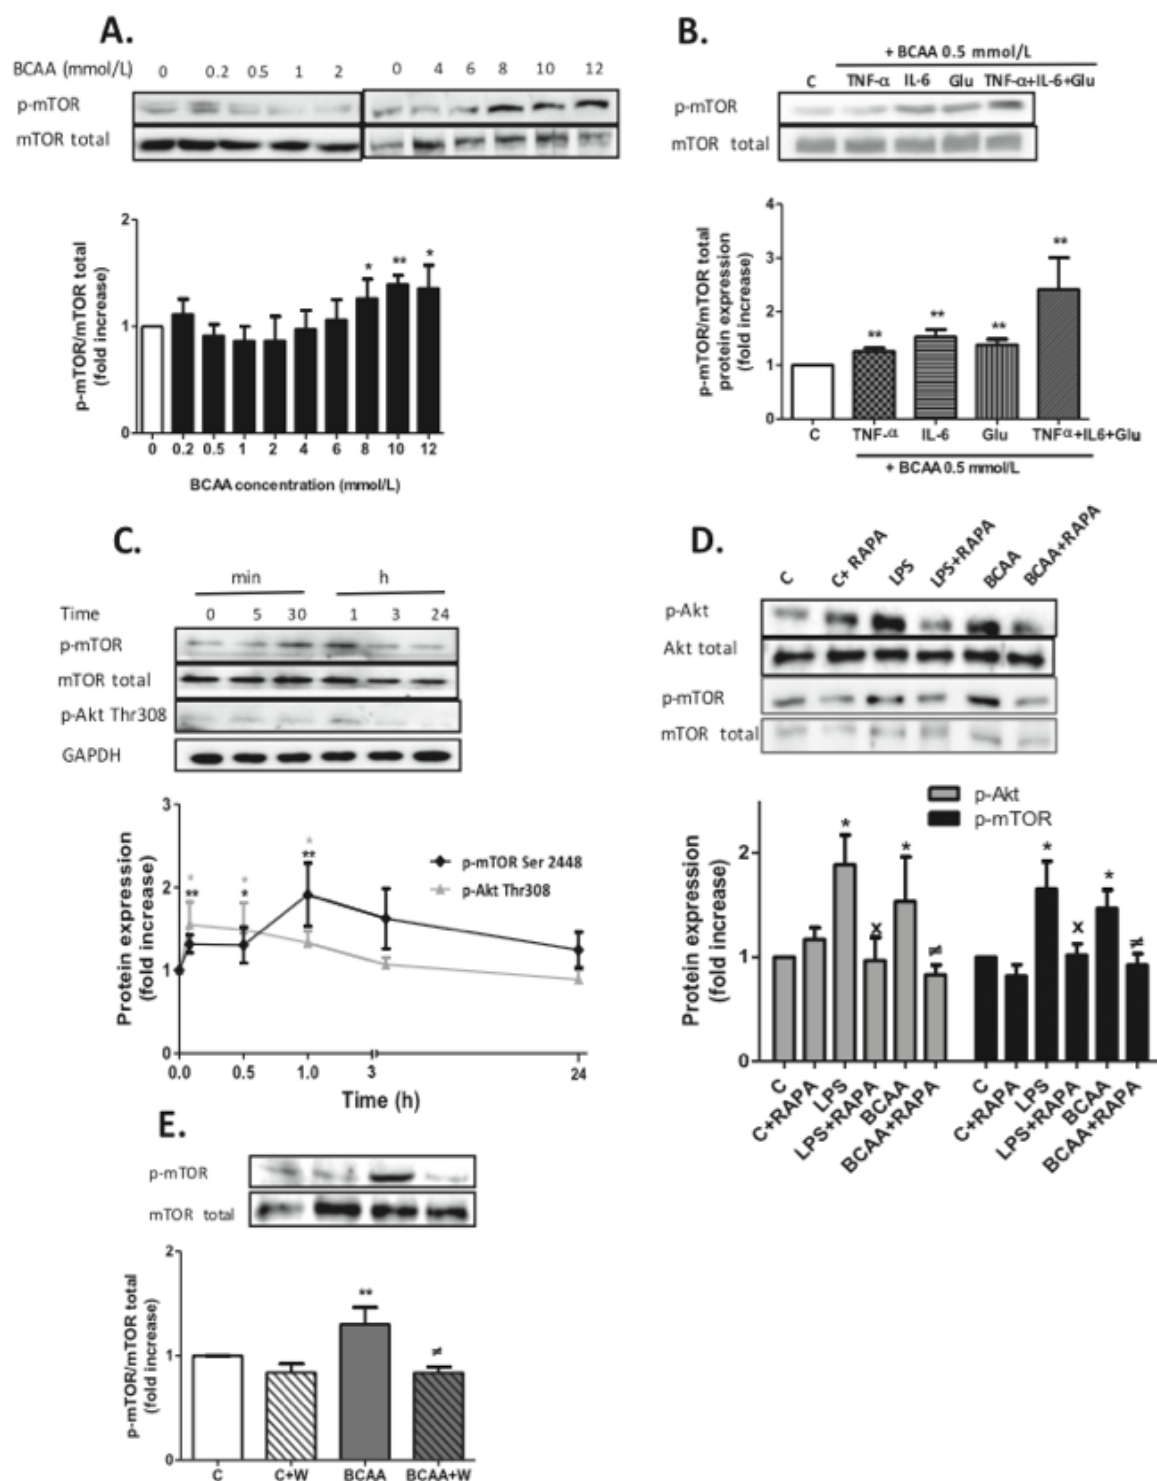 A.
BCAA (mmol/L) 0 0.2 0.5 1 2 0 4 6 8 10 12
p-mTOR
mTOR total
p-mTOR/mTOR total
(fold increase)
2
1
0
* ** *
0 0.2 0.5 1 2 4 6 8 10 12
BCAA concentration (mmol/L)
B.
+ BCAA 0.5 mmol/L
C TNF-α IL-6 Glu TNF-α+IL-6+Glu
p-mTOR
mTOR total
p-mTOR/mTOR total
protein expression
(fold increase)
4
3
2
1
0
** ** ** **
C TNF-α IL-6 Glu TNFα+IL6+Glu
+ BCAA 0.5 mmol/L
C.
min h
Time 0 5 30 1 3 24
p-mTOR
mTOR total
p-Akt Thr308
GAPDH
Protein expression
(fold increase)
3
2
1
0
* * *
** * **
p-mTOR Ser 2448
p-Akt Thr308
0.0 0.5 1.0 3 24
Time (h)
D.
C C+ RAPA LPS LPS+RAPA BCAA BCAA+RAPA
p-Akt
Akt total
p-mTOR
mTOR total
p-Akt
p-mTOR
Protein expression
(fold increase)
2
1
0
* x * ≠ * x * ≠
C C+RAPA LPS LPS+RAPA BCAA BCAA+RAPA C C+RAPA LPS LPS+RAPA BCAA BCAA+RAPA
E.
p-mTOR
mTOR total
p-mTOR/mTOR total
(fold increase)
2
1
0
** ≠
C C+W BCAA BCAA+W